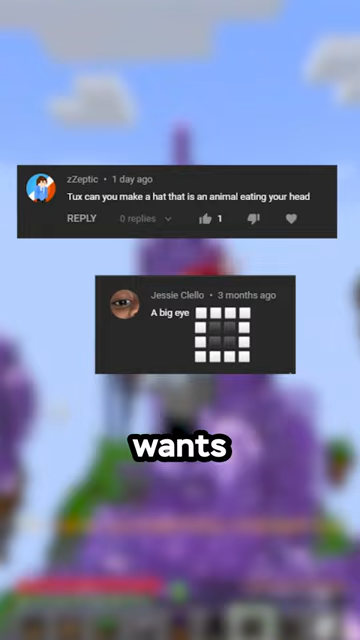 zZeptic • 1 day ago
Tux can you make a hat that is an animal eating your head
REPLY 0 replies 1
Jessie Clello • 3 months ago
A big eye ⬜⬜⬜⬜
⬜⬛⬛⬜
⬜⬛⬛⬜
⬜⬜⬜⬜
wants